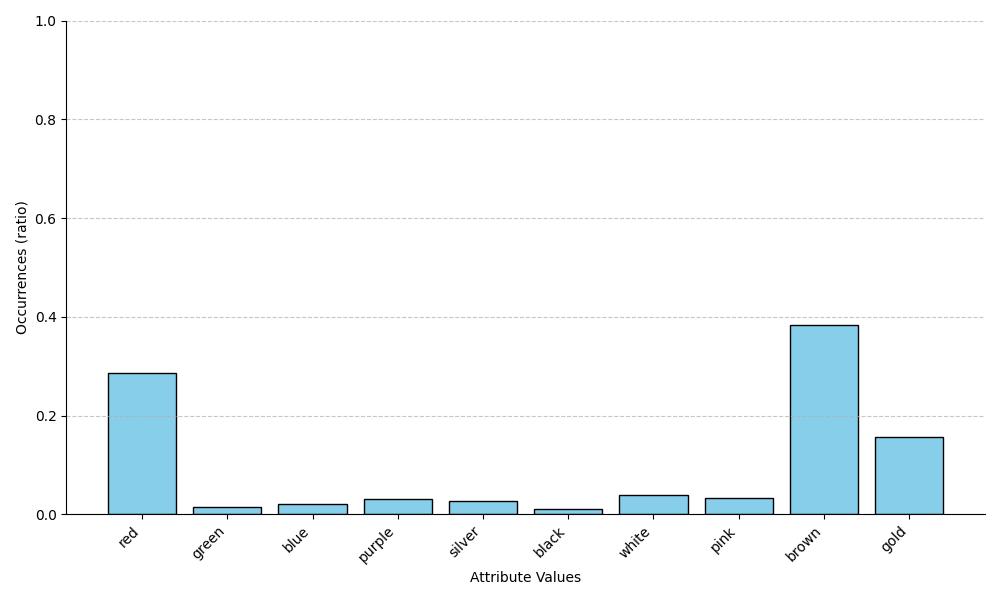 1.0
0.8
0.6
0.4
0.2
0.0
Occurrences (ratio)
red
green
blue
purple
silver
black
white
pink
brown
gold
Attribute Values